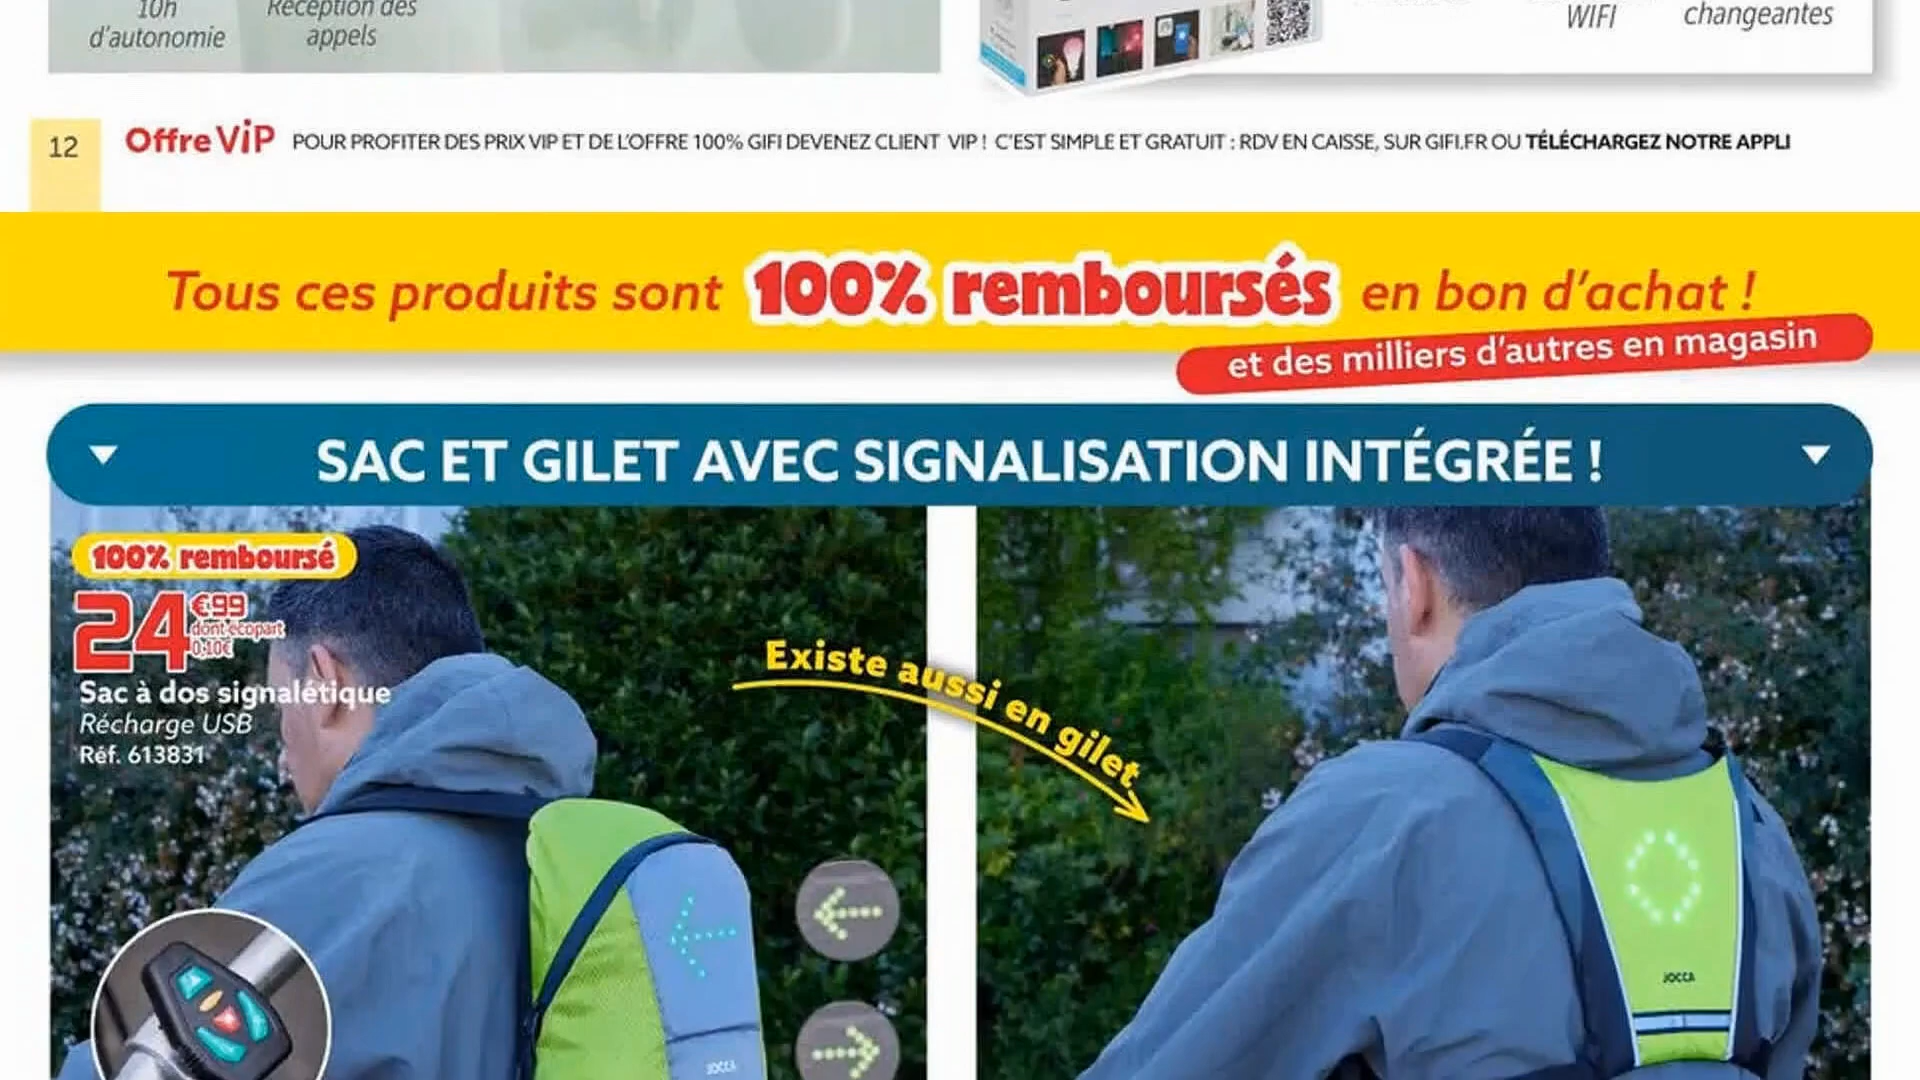 10h
d'autonomie
Réception des
appels
WIFI
changeantes
12
Offre ViP POUR PROFITER DES PRIX VIP ET DE L'OFFRE 100% GIFI DEVENEZ CLIENT VIP ! C'EST SIMPLE ET GRATUIT : RDV EN CAISSE, SUR GIFI.FR OU TÉLÉCHARGEZ NOTRE APPLI
Tous ces produits sont 100% remboursés en bon d'achat !
et des milliers d'autres en magasin
SAC ET GILET AVEC SIGNALISATION INTÉGRÉE !
100% remboursé
24€99
dont écopart
0,10€
Sac à dos signalétique
Récharge USB
Réf. 613831
Existe aussi en gilet
JOCCA
JOCCA